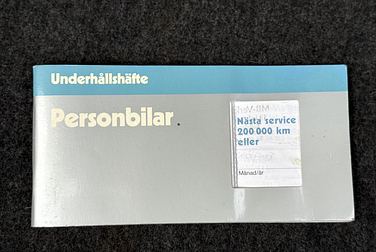 Underhållshäfte
Personbilar
Nästa service
200 000 km
eller
Månad/år